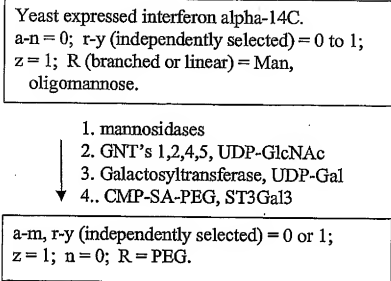 Yeast expressed interferon alpha-14C.
a-n = 0; r-y (independently selected) = 0 to 1;
z = 1; R (branched or linear) = Man,
oligomannose.
1. mannosidases
2. GNT's 1,2,4,5, UDP-GlcNAc
3. Galactosyltransferase, UDP-Gal
4.. CMP-SA-PEG, ST3Gal3
a-m, r-y (independently selected) = 0 or 1;
z = 1; n = 0; R = PEG.